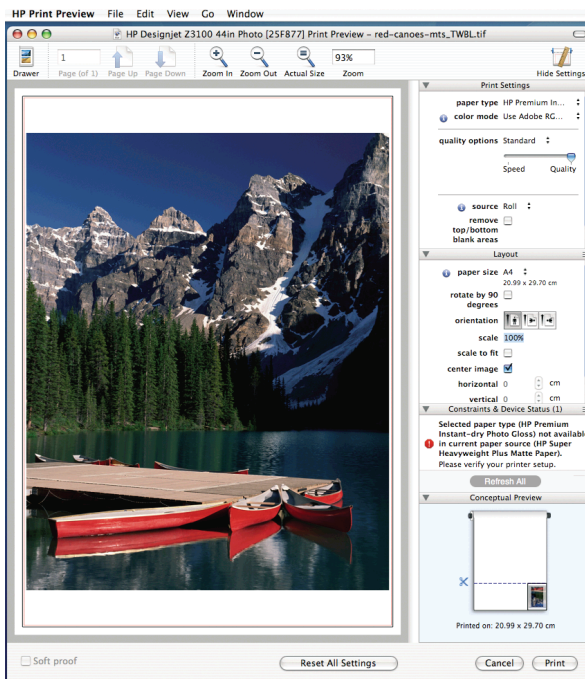 HP Print Preview File Edit View Go Window
HP Designjet Z3100 44in Photo [25F877] Print Preview – red-canoes-mts_TWBL.tif
1
93%
Drawer Page (of 1) Page Up Page Down Zoom In Zoom Out Actual Size Zoom Hide Settings
Print Settings
paper type HP Premium In...
color mode Use Adobe RG...
quality options Standard
Speed Quality
source Roll
remove
top/bottom
blank areas
Layout
paper size A4
20.99 x 29.70 cm
rotate by 90
degrees
orientation
scale 100%
scale to fit
center image
horizontal 0 cm
vertical 0 cm
Constraints & Device Status (1)
Selected paper type (HP Premium
Instant-dry Photo Gloss) not available
in current paper source (HP Super
Heavyweight Plus Matte Paper).
Please verify your printer setup.
Refresh All
Conceptual Preview
Printed on: 20.99 x 29.70 cm
Soft proof Reset All Settings Cancel Print